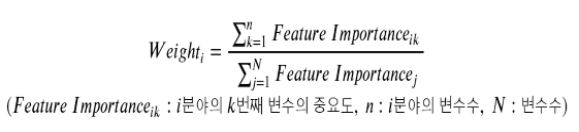 Weight_i = \frac{\sum_{k=1}^{n} Feature Importance_{ik}}{\sum_{j=1}^{N} Feature Importance_j}
(Feature Importance_{ik} : i분야의 k번째 변수의 중요도, n : i분야의 변수수, N : 변수수)